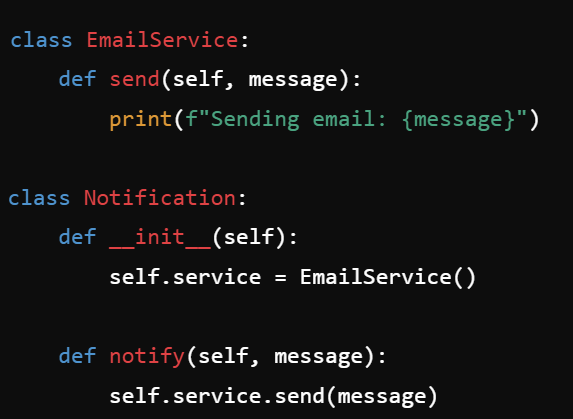 class EmailService:
    def send(self, message):
        print(f"Sending email: {message}")
class Notification:
    def __init__(self):
        self.service = EmailService()
    def notify(self, message):
        self.service.send(message)